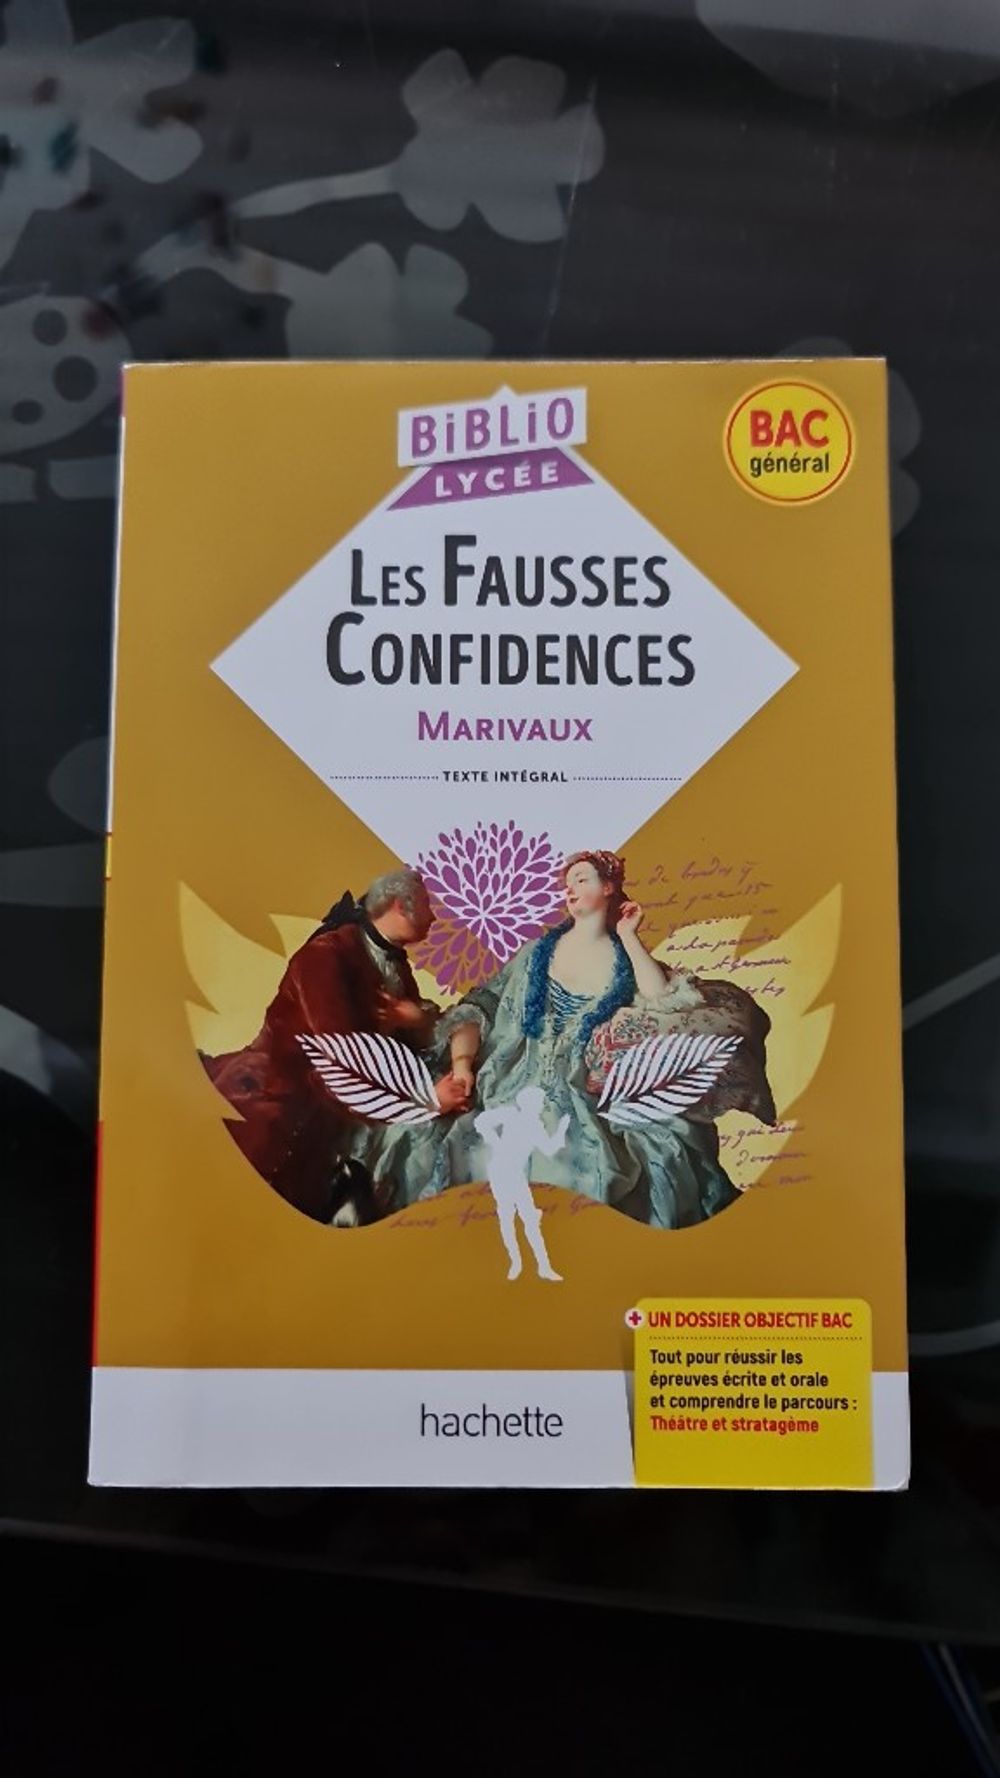 BiBLiO
LYCÉE
BAC
général
LES FAUSSES
CONFIDENCES
MARIVAUX
TEXTE INTÉGRAL
+ UN DOSSIER OBJECTIF BAC
Tout pour réussir les
épreuves écrite et orale
et comprendre le parcours :
Théâtre et stratagème
hachette